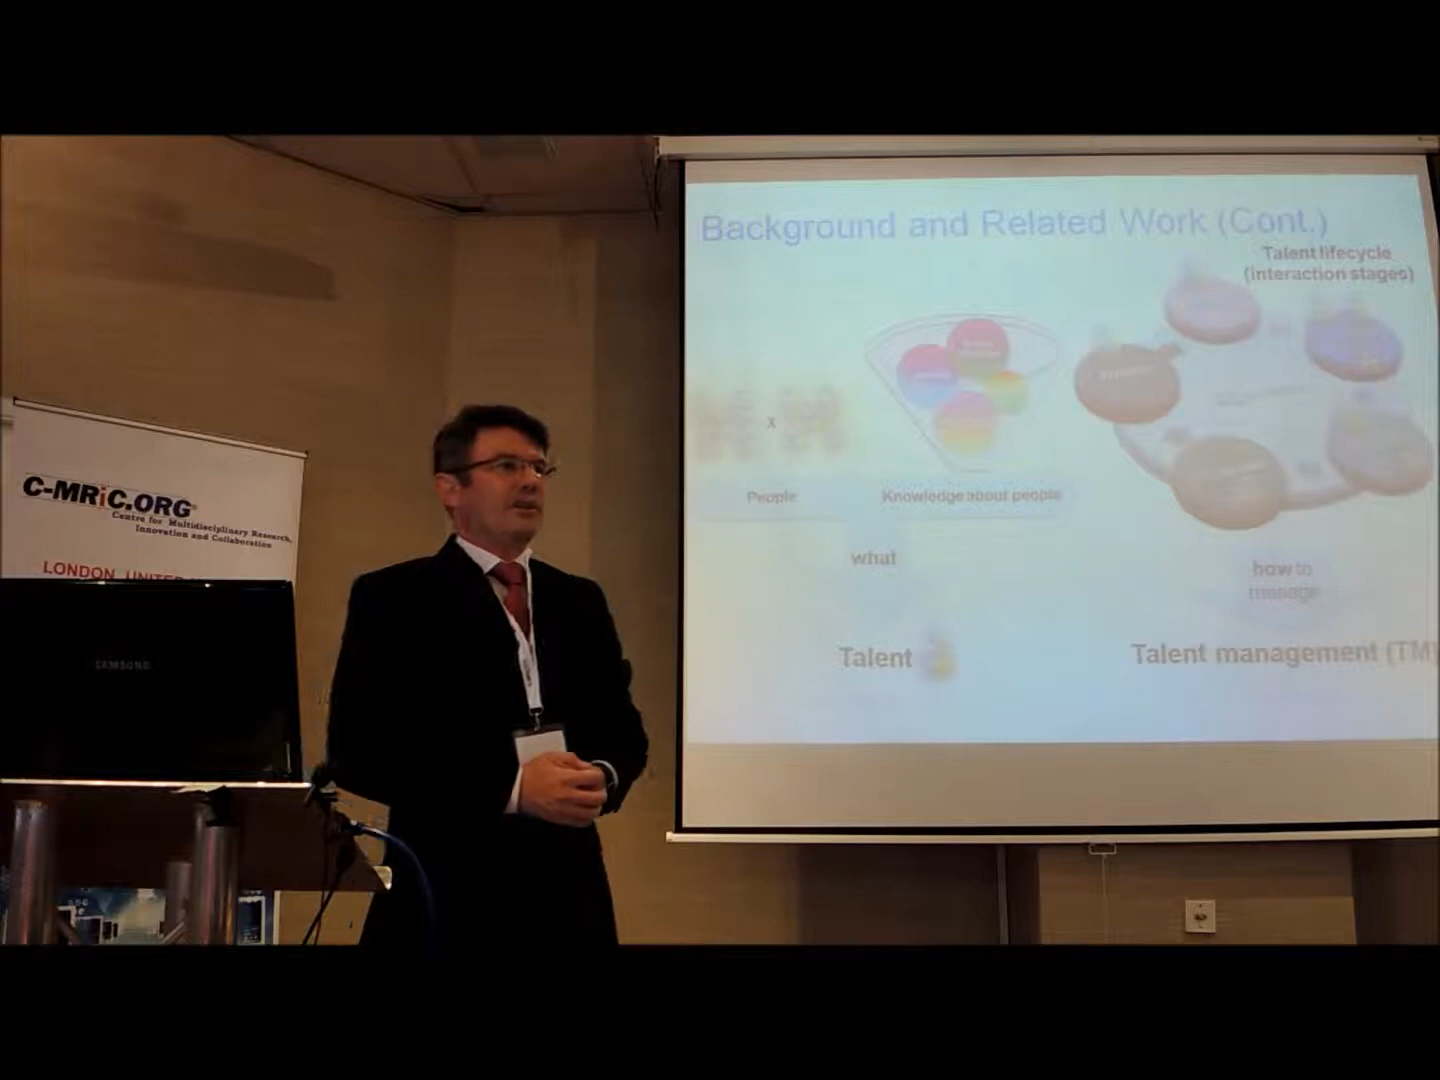 C-MRiC.ORG
Centre for Multidisciplinary Research,
Innovation and Collaboration
LONDON
SAMSUNG
Background and Related Work (Cont.)
Talent lifecycle
(interaction stages)
x
People
Knowledge about people
what
how to
manage
Talent
Talent management (TM